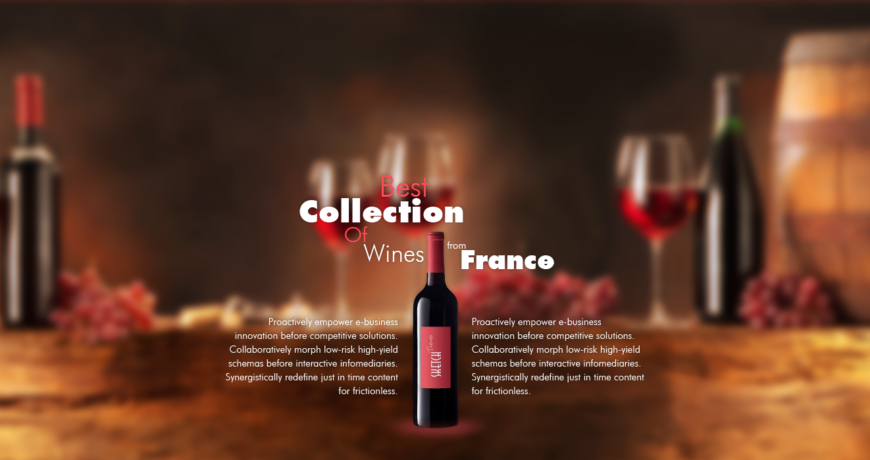 Best
Collection
Of
Wines
from
France
Proactively empower e-business
innovation before competitive solutions.
Collaboratively morph low-risk high-yield
schemas before interactive infomediaries.
Synergistically redefine just in time content
for frictionless.
Proactively empower e-business
innovation before competitive solutions.
Collaboratively morph low-risk high-yield
schemas before interactive infomediaries.
Synergistically redefine just in time content
for frictionless.
SKETCH